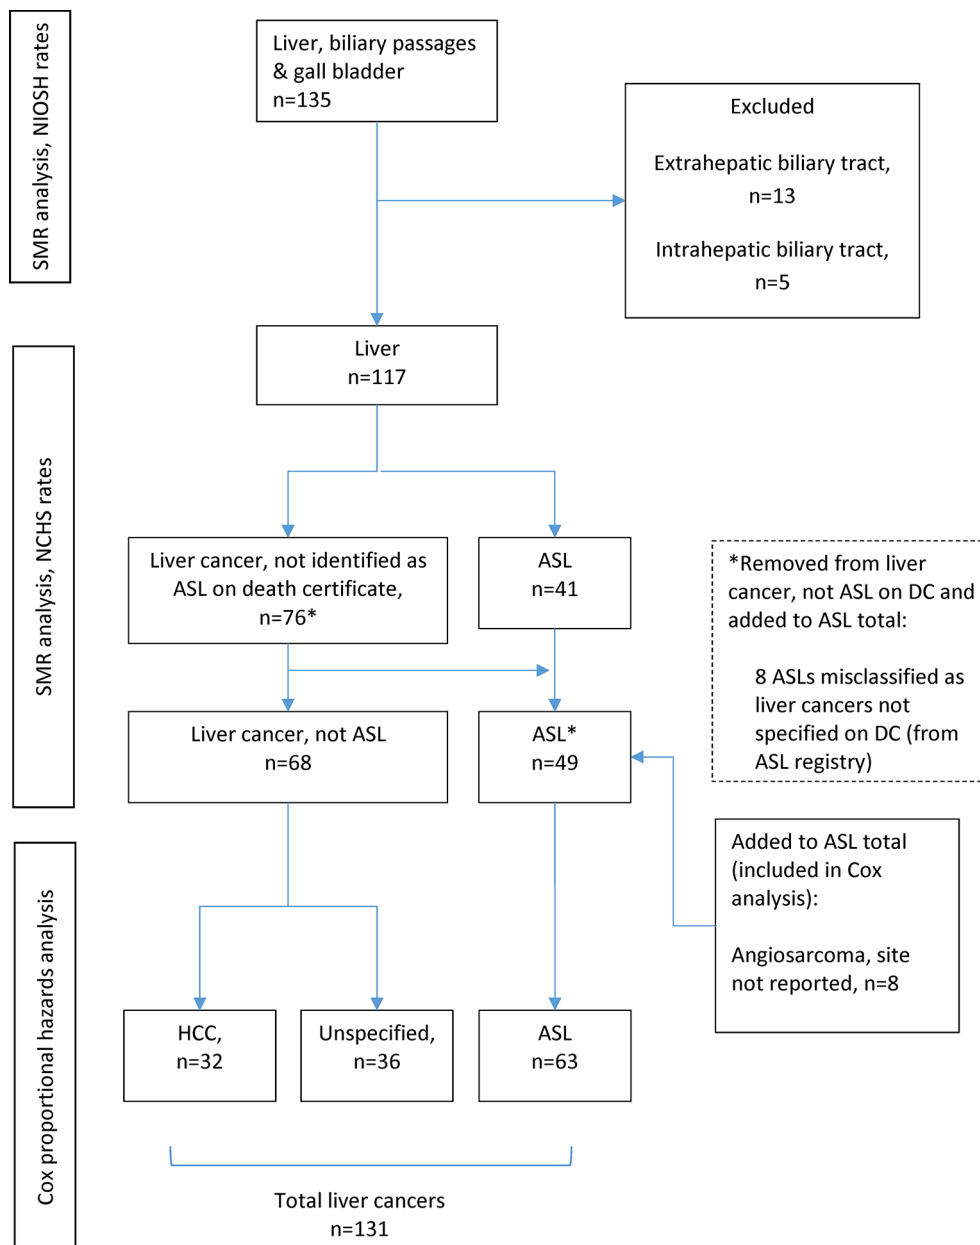 SMR analysis, NIOSH rates
Liver, biliary passages
& gall bladder
n=135
Excluded
Extrahepatic biliary tract,
n=13
Intrahepatic biliary tract,
n=5
SMR analysis, NCHS rates
Liver
n=117
Liver cancer, not identified as
ASL on death certificate,
n=76*
ASL
n=41
*Removed from liver
cancer, not ASL on DC and
added to ASL total:
8 ASLs misclassified as
liver cancers not
specified on DC (from
ASL registry)
Liver cancer, not ASL
n=68
ASL*
n=49
Added to ASL total
(included in Cox
analysis):
Angiosarcoma, site
not reported, n=8
Cox proportional hazards analysis
HCC,
n=32
Unspecified,
n=36
ASL
n=63
Total liver cancers
n=131